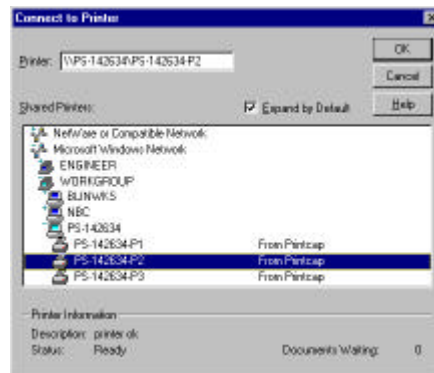 Connect to Printer
Printer: \\PS-142634\PS-142634-P2
OK
Cancel
Shared Printers:
Expand by Default
Help
NetWare or Compatible Network
Microsoft Windows Network
ENGINEER
WORKGROUP
BLINWKS
NBC
PS-142634
PS-142634-P1 From Printcap
PS-142634-P2 From Printcap
PS-142634-P3 From Printcap
Printer Information
Description: printer ok
Status: Ready
Documents Waiting: 0